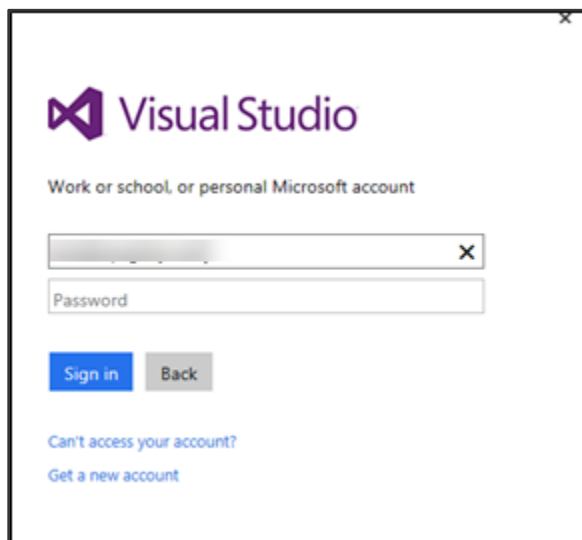 Visual Studio
Work or school, or personal Microsoft account
Password
Sign in Back
Can't access your account?
Get a new account